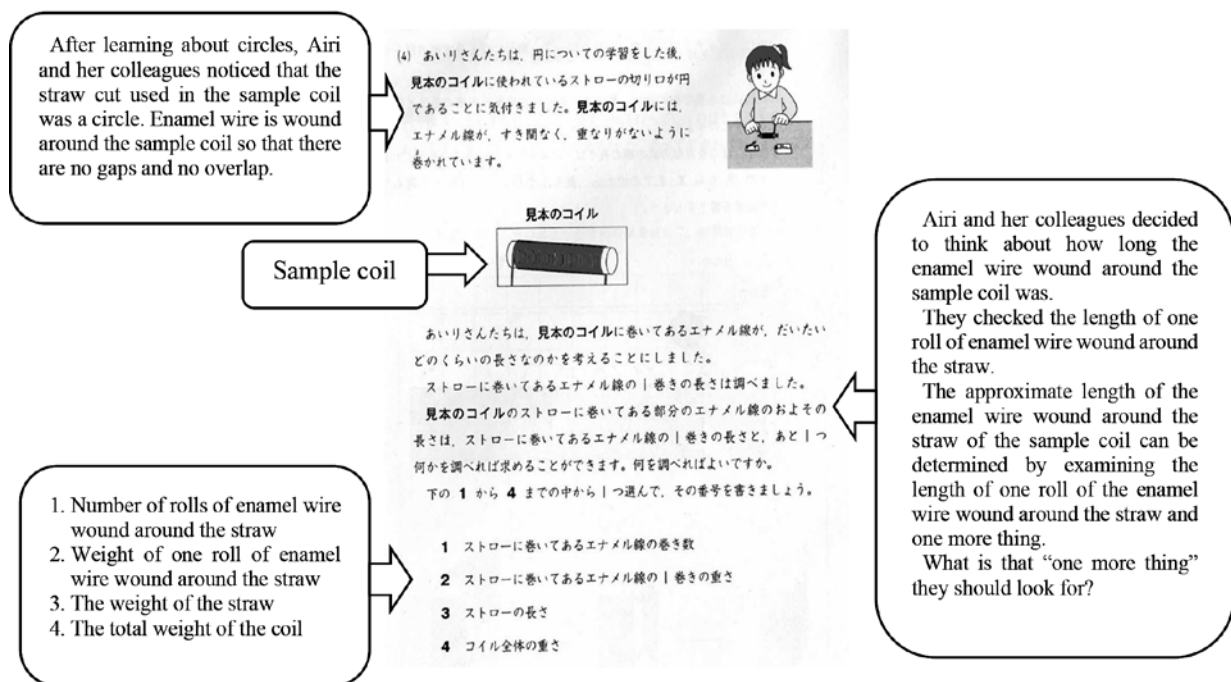 After learning about circles, Airi
and her colleagues noticed that the
straw cut used in the sample coil
was a circle. Enamel wire is wound
around the sample coil so that there
are no gaps and no overlap.
(4) あいりさんたちは、円についての学習をした後、
見本のコイルに使われているストローの切り口が円
であることに気付きました。見本のコイルには、
エナメル線が、すき間なく、重なりがないように
巻かれています。
ま
見本のコイル
Sample coil
あいりさんたちは、見本のコイルに巻いてあるエナメル線が、だいたい
どのくらいの長さなのかを考えることにしました。
ストローに巻いてあるエナメル線の1巻きの長さは調べました。
見本のコイルのストローに巻いてある部分のエナメル線のおよその
長さは、ストローに巻いてあるエナメル線の1巻きの長さと、あと1つ
何かを調べれば求めることができます。何を調べればよいですか。
下の 1 から 4 までの中から1つ選んで、その番号を書きましょう。
1 ストローに巻いてあるエナメル線の巻き数
2 ストローに巻いてあるエナメル線の1巻きの重さ
3 ストローの長さ
4 コイル全体の重さ
Airi and her colleagues decided
to think about how long the
enamel wire wound around the
sample coil was.
They checked the length of one
roll of enamel wire wound around
the straw.
The approximate length of the
enamel wire wound around the
straw of the sample coil can be
determined by examining the
length of one roll of the enamel
wire wound around the straw and
one more thing.
What is that “one more thing”
they should look for?
1. Number of rolls of enamel wire
wound around the straw
2. Weight of one roll of enamel
wire wound around the straw
3. The weight of the straw
4. The total weight of the coil